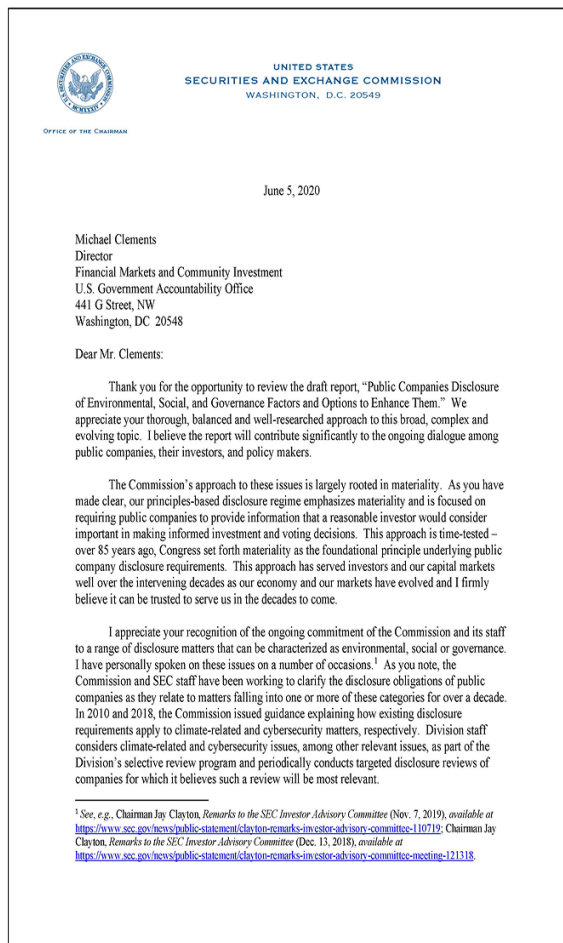 UNITED STATES
SECURITIES AND EXCHANGE COMMISSION
WASHINGTON, D.C. 20549
U.S. SECURITIES AND EXCHANGE COMMISSION
MCMXXXIV
OFFICE OF THE CHAIRMAN
June 5, 2020
Michael Clements
Director
Financial Markets and Community Investment
U.S. Government Accountability Office
441 G Street, NW
Washington, DC 20548
Dear Mr. Clements:
Thank you for the opportunity to review the draft report, “Public Companies Disclosure
of Environmental, Social, and Governance Factors and Options to Enhance Them.” We
appreciate your thorough, balanced and well-researched approach to this broad, complex and
evolving topic. I believe the report will contribute significantly to the ongoing dialogue among
public companies, their investors, and policy makers.
The Commission’s approach to these issues is largely rooted in materiality. As you have
made clear, our principles-based disclosure regime emphasizes materiality and is focused on
requiring public companies to provide information that a reasonable investor would consider
important in making informed investment and voting decisions. This approach is time-tested –
over 85 years ago, Congress set forth materiality as the foundational principle underlying public
company disclosure requirements. This approach has served investors and our capital markets
well over the intervening decades as our economy and our markets have evolved and I firmly
believe it can be trusted to serve us in the decades to come.
I appreciate your recognition of the ongoing commitment of the Commission and its staff
to a range of disclosure matters that can be characterized as environmental, social or governance.
I have personally spoken on these issues on a number of occasions.¹ As you note, the
Commission and SEC staff have been working to clarify the disclosure obligations of public
companies as they relate to matters falling into one or more of these categories for over a decade.
In 2010 and 2018, the Commission issued guidance explaining how existing disclosure
requirements apply to climate-related and cybersecurity matters, respectively. Division staff
considers climate-related and cybersecurity issues, among other relevant issues, as part of the
Division’s selective review program and periodically conducts targeted disclosure reviews of
companies for which it believes such a review will be most relevant.
¹ See, e.g., Chairman Jay Clayton, Remarks to the SEC Investor Advisory Committee (Nov. 7, 2019), available at
https://www.sec.gov/news/public-statement/clayton-remarks-investor-advisory-committee-110719; Chairman Jay
Clayton, Remarks to the SEC Investor Advisory Committee (Dec. 13, 2018), available at
https://www.sec.gov/news/public-statement/clayton-remarks-investor-advisory-committee-meeting-121318.